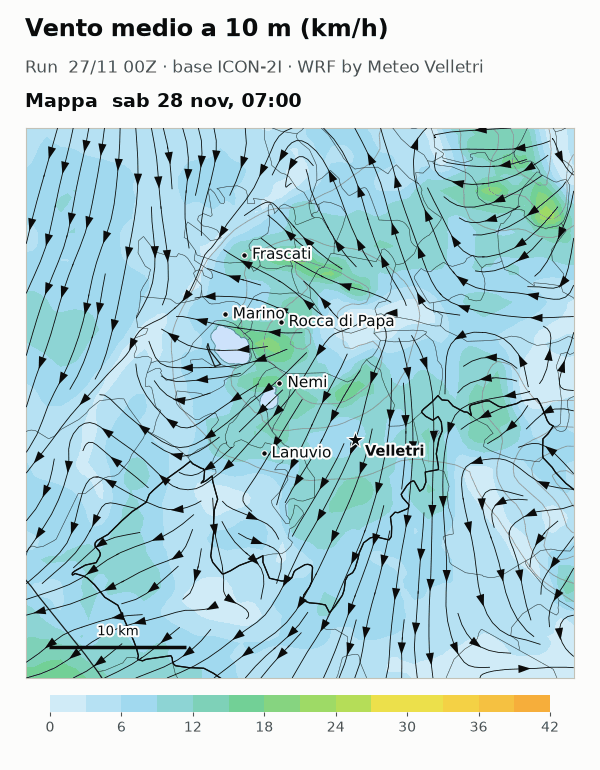 Vento medio a 10 m (km/h)
Run 27/11 00Z · base ICON-2I · WRF by Meteo Velletri
Mappa sab 28 nov, 07:00
Frascati
Marino
Rocca di Papa
Nemi
Velletri
Lanuvio
10 km
0 6 12 18 24 30 36 42